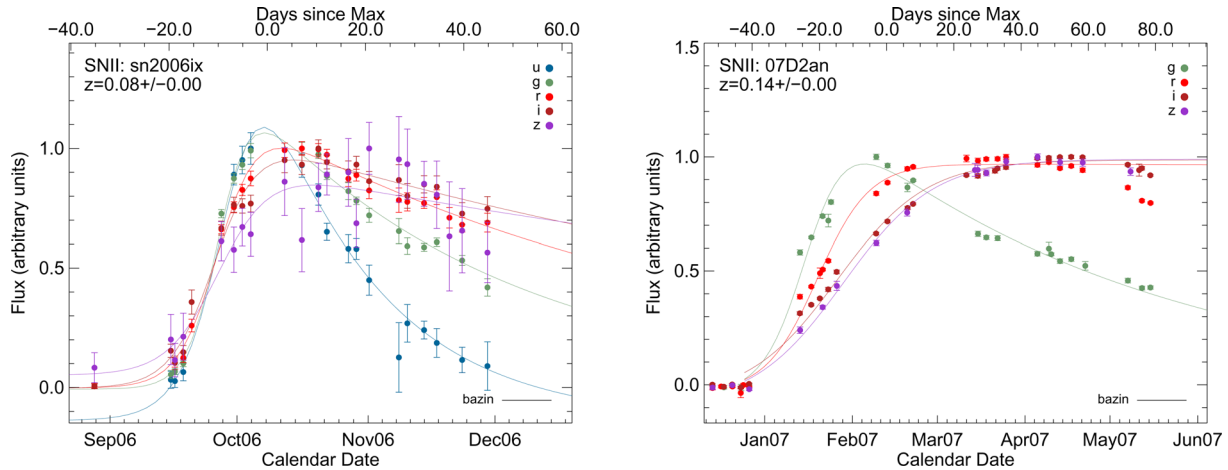 Days since Max
−40.0 −20.0 0.0 20.0 40.0 60.0
SNII: sn2006ix
z=0.08+/−0.00
u
g
r
i
z
Flux (arbitrary units)
1.0
0.5
0.0
bazin
Sep06 Oct06 Nov06 Dec06
Calendar Date
Days since Max
−40.0 −20.0 0.0 20.0 40.0 60.0 80.0
SNII: 07D2an
z=0.14+/−0.00
g
r
i
z
Flux (arbitrary units)
1.5
1.0
0.5
0.0
bazin
Jan07 Feb07 Mar07 Apr07 May07 Jun07
Calendar Date